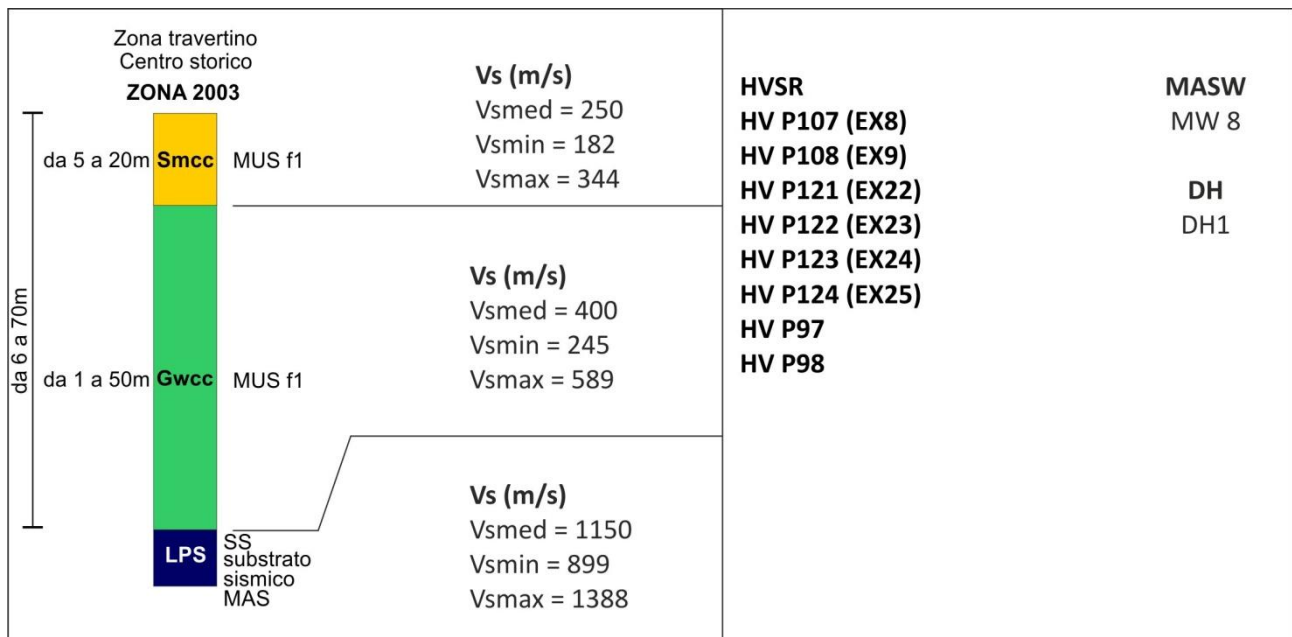 Zona travertino
Centro storico
ZONA 2003
da 6 a 70m
da 5 a 20m Smcc MUS f1
Vs (m/s)
Vsmed = 250
Vsmin = 182
Vsmax = 344
da 1 a 50m Gwcc MUS f1
Vs (m/s)
Vsmed = 400
Vsmin = 245
Vsmax = 589
LPS
SS
substrato
sismico
MAS
Vs (m/s)
Vsmed = 1150
Vsmin = 899
Vsmax = 1388
HVSR
HV P107 (EX8)
HV P108 (EX9)
HV P121 (EX22)
HV P122 (EX23)
HV P123 (EX24)
HV P124 (EX25)
HV P97
HV P98
MASW
MW 8
DH
DH1